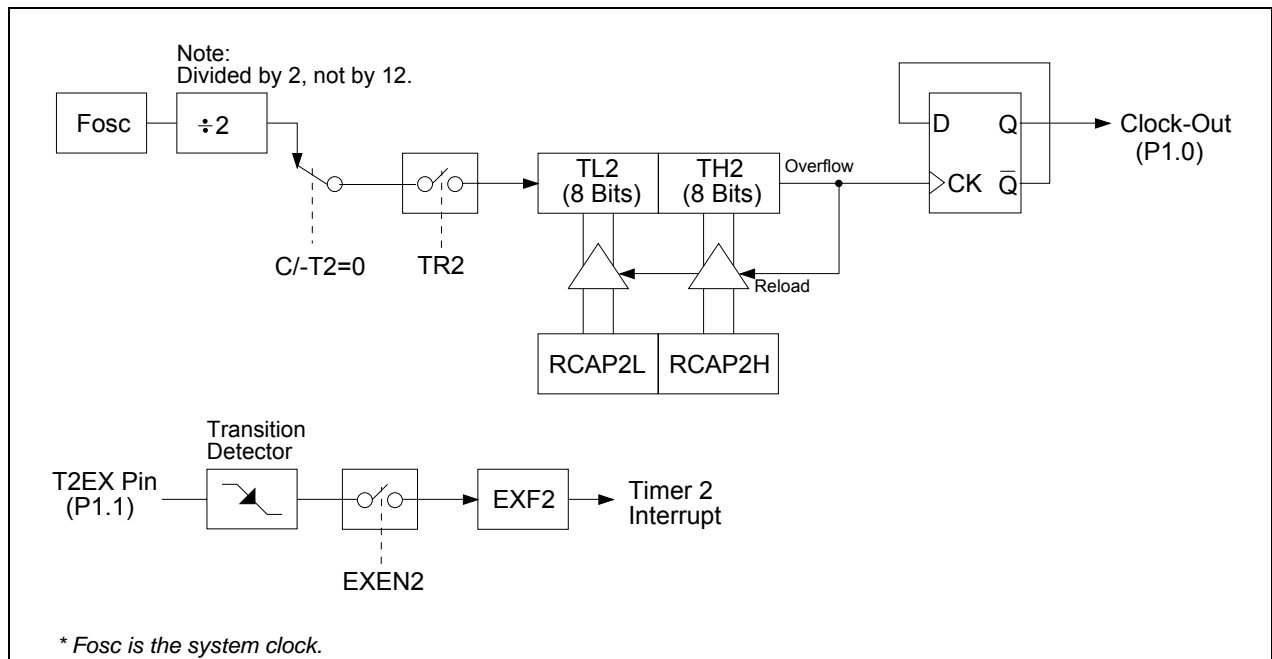 Note:
Divided by 2, not by 12.
Fosc
÷2
C/-T2=0
TR2
TL2
(8 Bits)
TH2
(8 Bits)
Overflow
Reload
RCAP2L
RCAP2H
D
Q
CK
Q̅
Clock-Out
(P1.0)
Transition
Detector
T2EX Pin
(P1.1)
EXEN2
EXF2
Timer 2
Interrupt
* Fosc is the system clock.